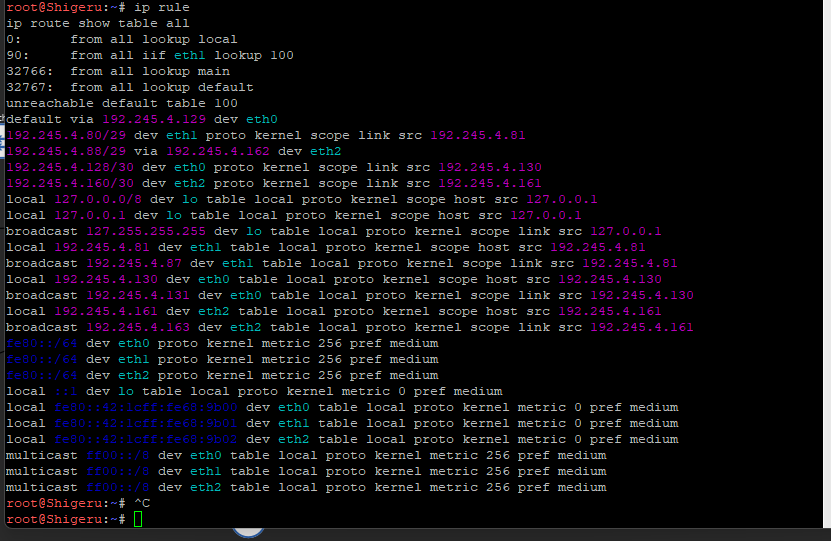 root@Shigeru:~# ip rule
ip route show table all
0:      from all lookup local
90:     from all iif eth1 lookup 100
32766:  from all lookup main
32767:  from all lookup default
unreachable default table 100
default via 192.245.4.129 dev eth0
192.245.4.80/29 dev eth1 proto kernel scope link src 192.245.4.81
192.245.4.88/29 via 192.245.4.162 dev eth2
192.245.4.128/30 dev eth0 proto kernel scope link src 192.245.4.130
192.245.4.160/30 dev eth2 proto kernel scope link src 192.245.4.161
local 127.0.0.0/8 dev lo table local proto kernel scope host src 127.0.0.1
local 127.0.0.1 dev lo table local proto kernel scope host src 127.0.0.1
broadcast 127.255.255.255 dev lo table local proto kernel scope link src 127.0.0.1
local 192.245.4.81 dev eth1 table local proto kernel scope host src 192.245.4.81
broadcast 192.245.4.87 dev eth1 table local proto kernel scope link src 192.245.4.81
local 192.245.4.130 dev eth0 table local proto kernel scope host src 192.245.4.130
broadcast 192.245.4.131 dev eth0 table local proto kernel scope link src 192.245.4.130
local 192.245.4.161 dev eth2 table local proto kernel scope host src 192.245.4.161
broadcast 192.245.4.163 dev eth2 table local proto kernel scope link src 192.245.4.161
fe80::/64 dev eth0 proto kernel metric 256 pref medium
fe80::/64 dev eth1 proto kernel metric 256 pref medium
fe80::/64 dev eth2 proto kernel metric 256 pref medium
local ::1 dev lo table local proto kernel metric 0 pref medium
local fe80::42:1off:fe68:5b00 dev eth0 table local proto kernel metric 0 pref medium
local fe80::42:1off:fe68:5b01 dev eth1 table local proto kernel metric 0 pref medium
local fe80::42:1off:fe68:5b02 dev eth2 table local proto kernel metric 0 pref medium
multicast ff00::/8 dev eth0 table local proto kernel metric 256 pref medium
multicast ff00::/8 dev eth1 table local proto kernel metric 256 pref medium
multicast ff00::/8 dev eth2 table local proto kernel metric 256 pref medium
root@Shigeru:~# ^C
root@Shigeru:~#